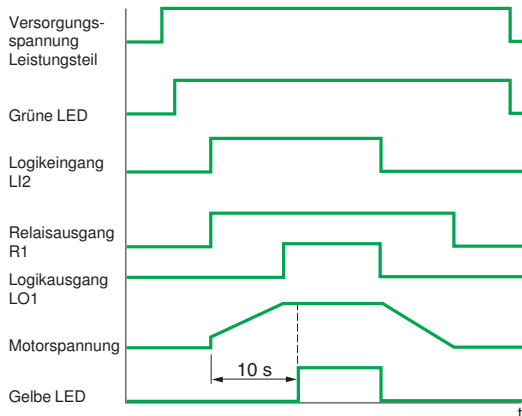 Versorgungs-
spannung
Leistungsteil
Grüne LED
Logikeingang
LI2
Relaisausgang
R1
Logikausgang
LO1
Motorspannung
10 s
Gelbe LED
t